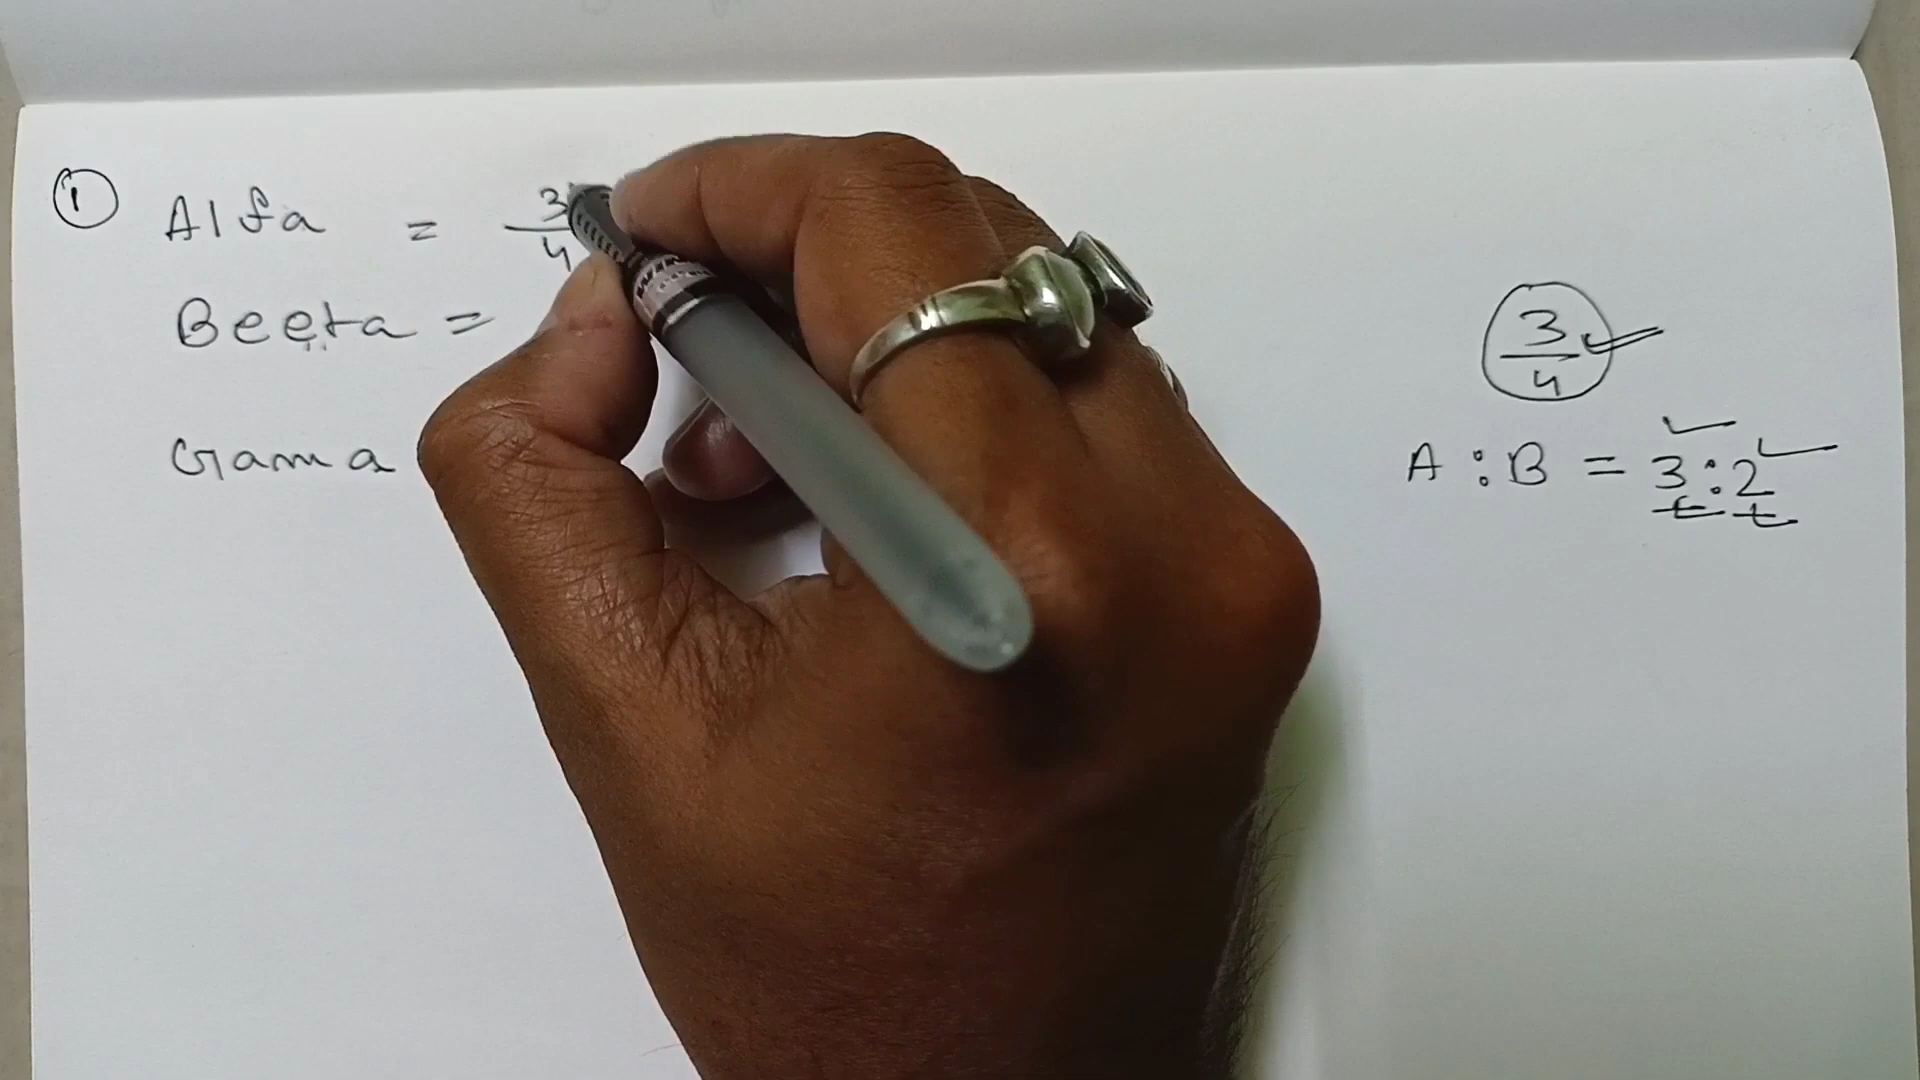 ① Alfa = 3/4
Beeta =
Gama
3/4 ✓
A : B = 3 : 2